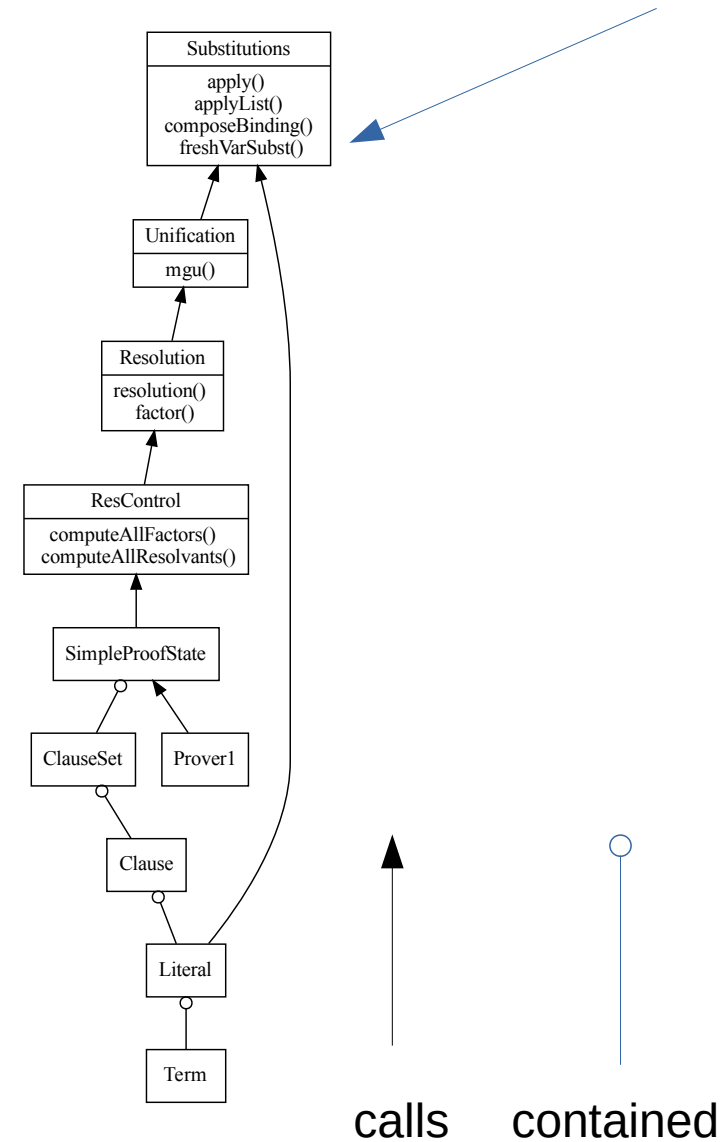 Substitutions
apply()
applyList()
composeBinding()
freshVarSubst()
Unification
mgu()
Resolution
resolution()
factor()
ResControl
computeAllFactors()
computeAllResolvants()
SimpleProofState
ClauseSet
Prover1
Clause
Literal
Term
calls
contained